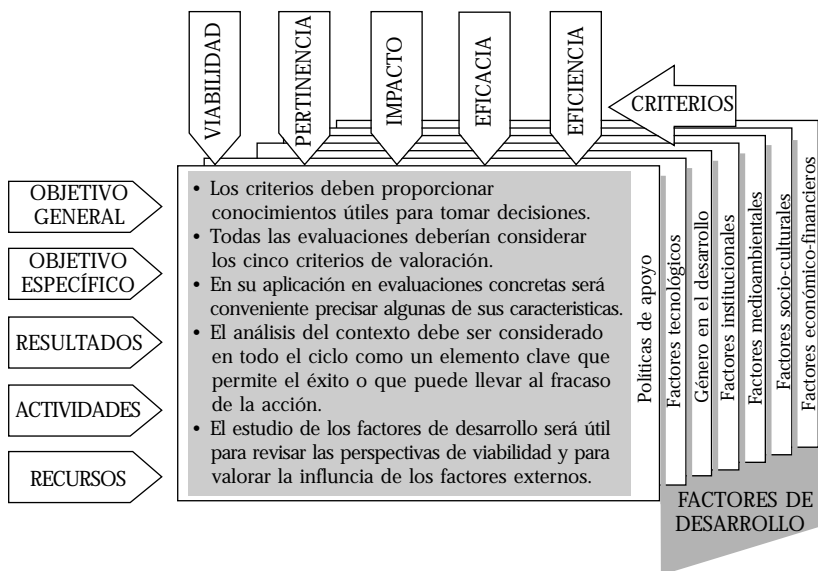 VIABILIDAD
PERTINENCIA
IMPACTO
EFICACIA
EFICIENCIA
CRITERIOS
OBJETIVO
GENERAL
OBJETIVO
ESPECÍFICO
RESULTADOS
ACTIVIDADES
RECURSOS
• Los criterios deben proporcionar
conocimientos útiles para tomar decisiones.
• Todas las evaluaciones deberían considerar
los cinco criterios de valoración.
• En su aplicación en evaluaciones concretas será
conveniente precisar algunas de sus caracteristicas.
• El análisis del contexto debe ser considerado
en todo el ciclo como un elemento clave que
permite el éxito o que puede llevar al fracaso
de la acción.
• El estudio de los factores de desarrollo será útil
para revisar las perspectivas de viabilidad y para
valorar la influncia de los factores externos.
Políticas de apoyo
Factores tecnológicos
Género en el desarrollo
Factores institucionales
Factores medioambientales
Factores socio-culturales
Factores económico-financieros
FACTORES DE
DESARROLLO